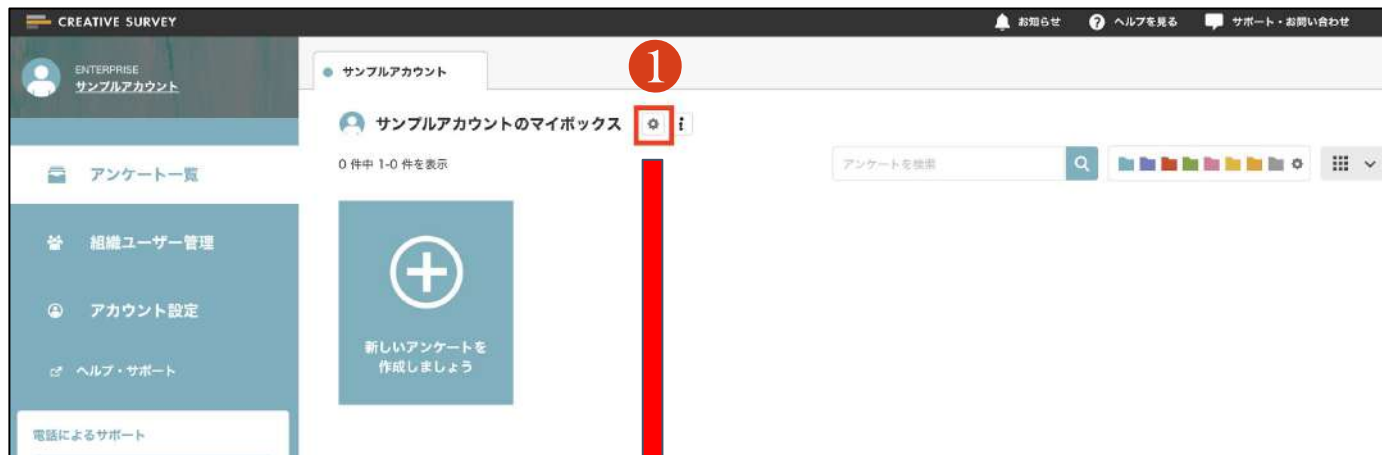 CREATIVE SURVEY
お知らせ
ヘルプを見る
サポート・お問い合わせ
ENTERPRISE
サンプルアカウント
サンプルアカウント
1
サンプルアカウントのマイボックス
0 件中 1-0 件を表示
アンケートを検索
アンケート一覧
組織ユーザー管理
アカウント設定
ヘルプ・サポート
電話によるサポート
新しいアンケートを
作成しましょう